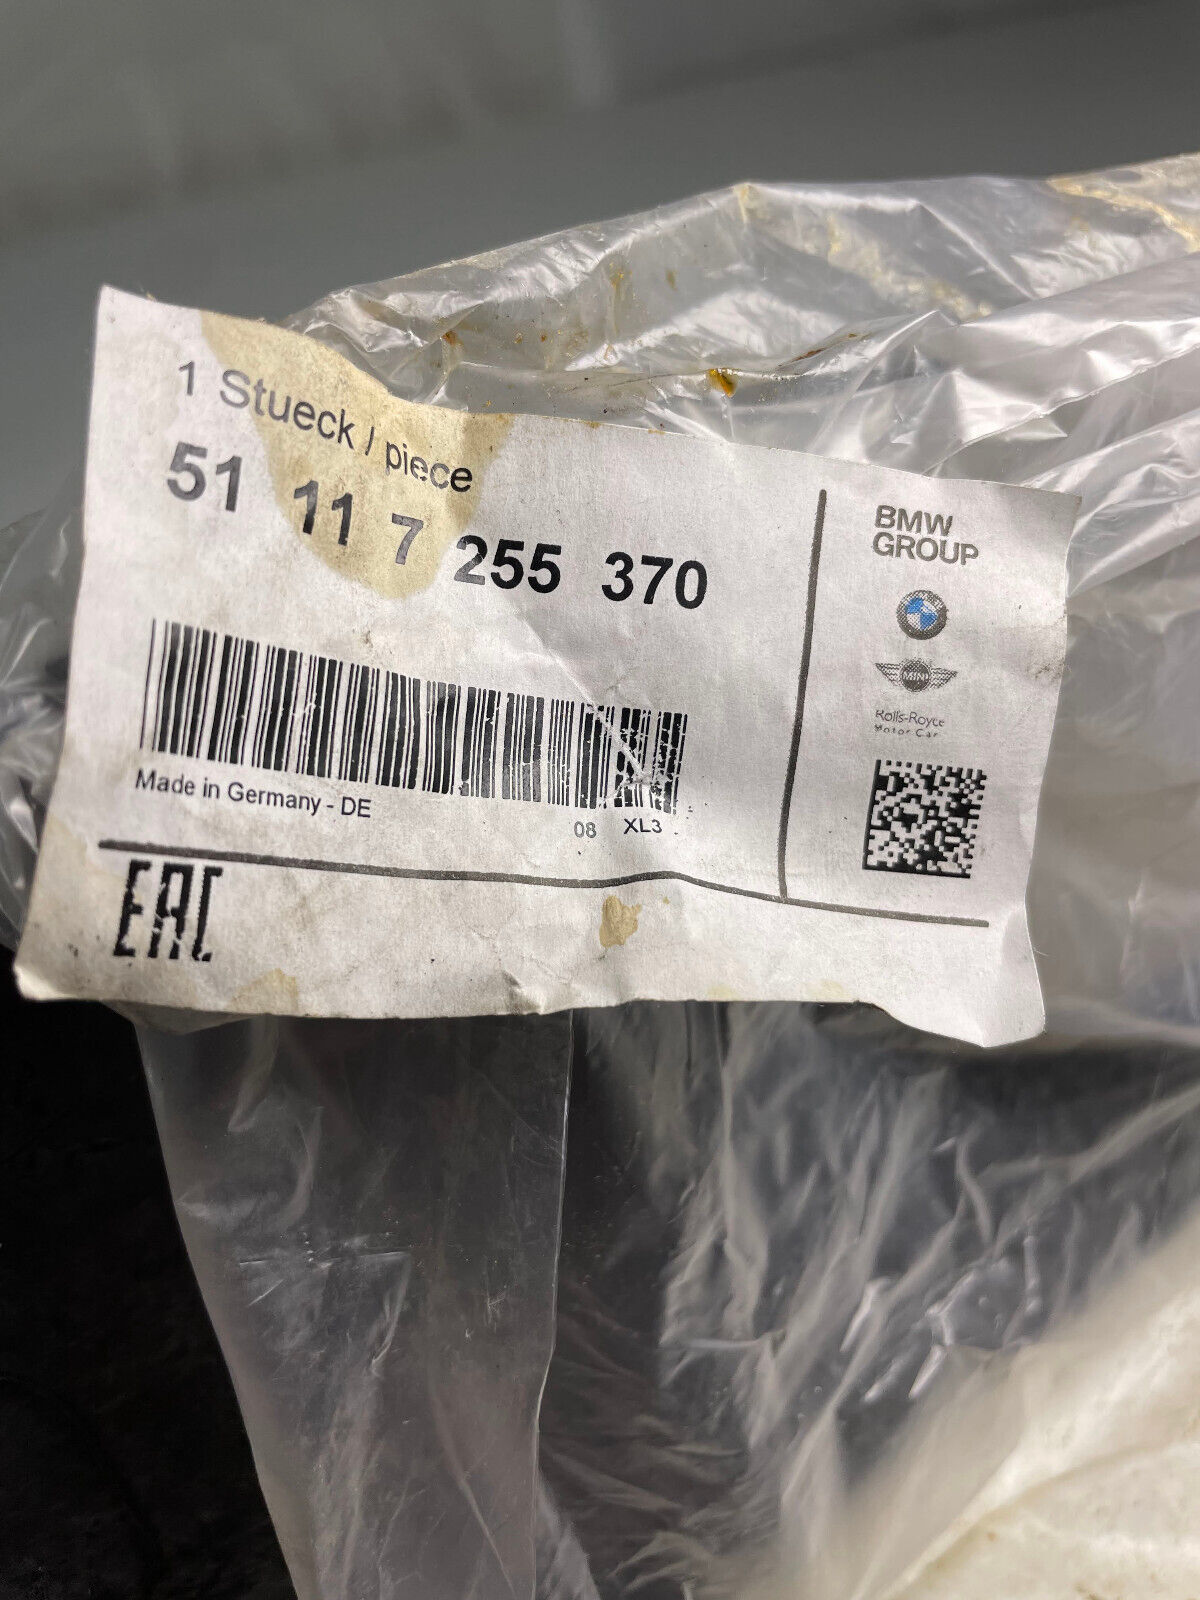 1 Stueck / piece
51 11 7 255 370
Made in Germany - DE
08 XL3
EAC
BMW
GROUP
MINI
Rolls-Royce
Motor Car